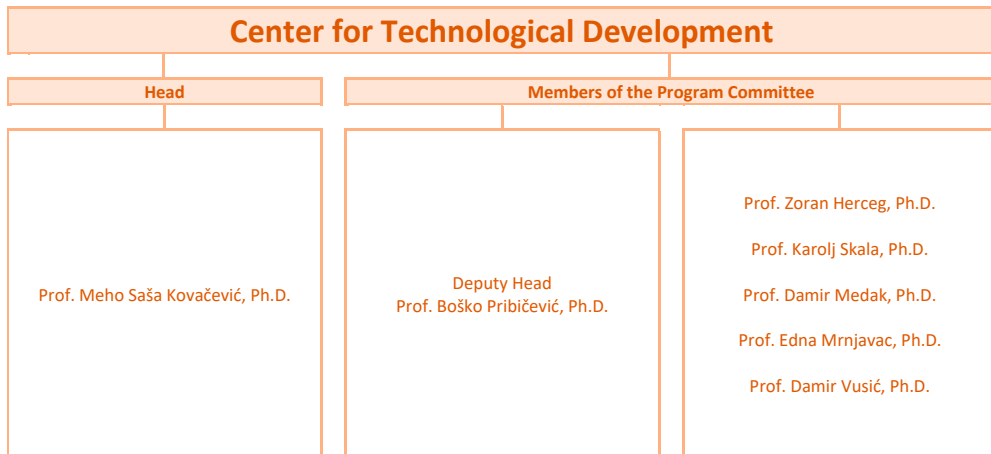 Center for Technological Development
Head
Members of the Program Committee
Prof. Meho Saša Kovačević, Ph.D.
Deputy Head
Prof. Boško Pribičević, Ph.D.
Prof. Zoran Herceg, Ph.D.
Prof. Karolj Skala, Ph.D.
Prof. Damir Medak, Ph.D.
Prof. Edna Mrnjavac, Ph.D.
Prof. Damir Vusić, Ph.D.